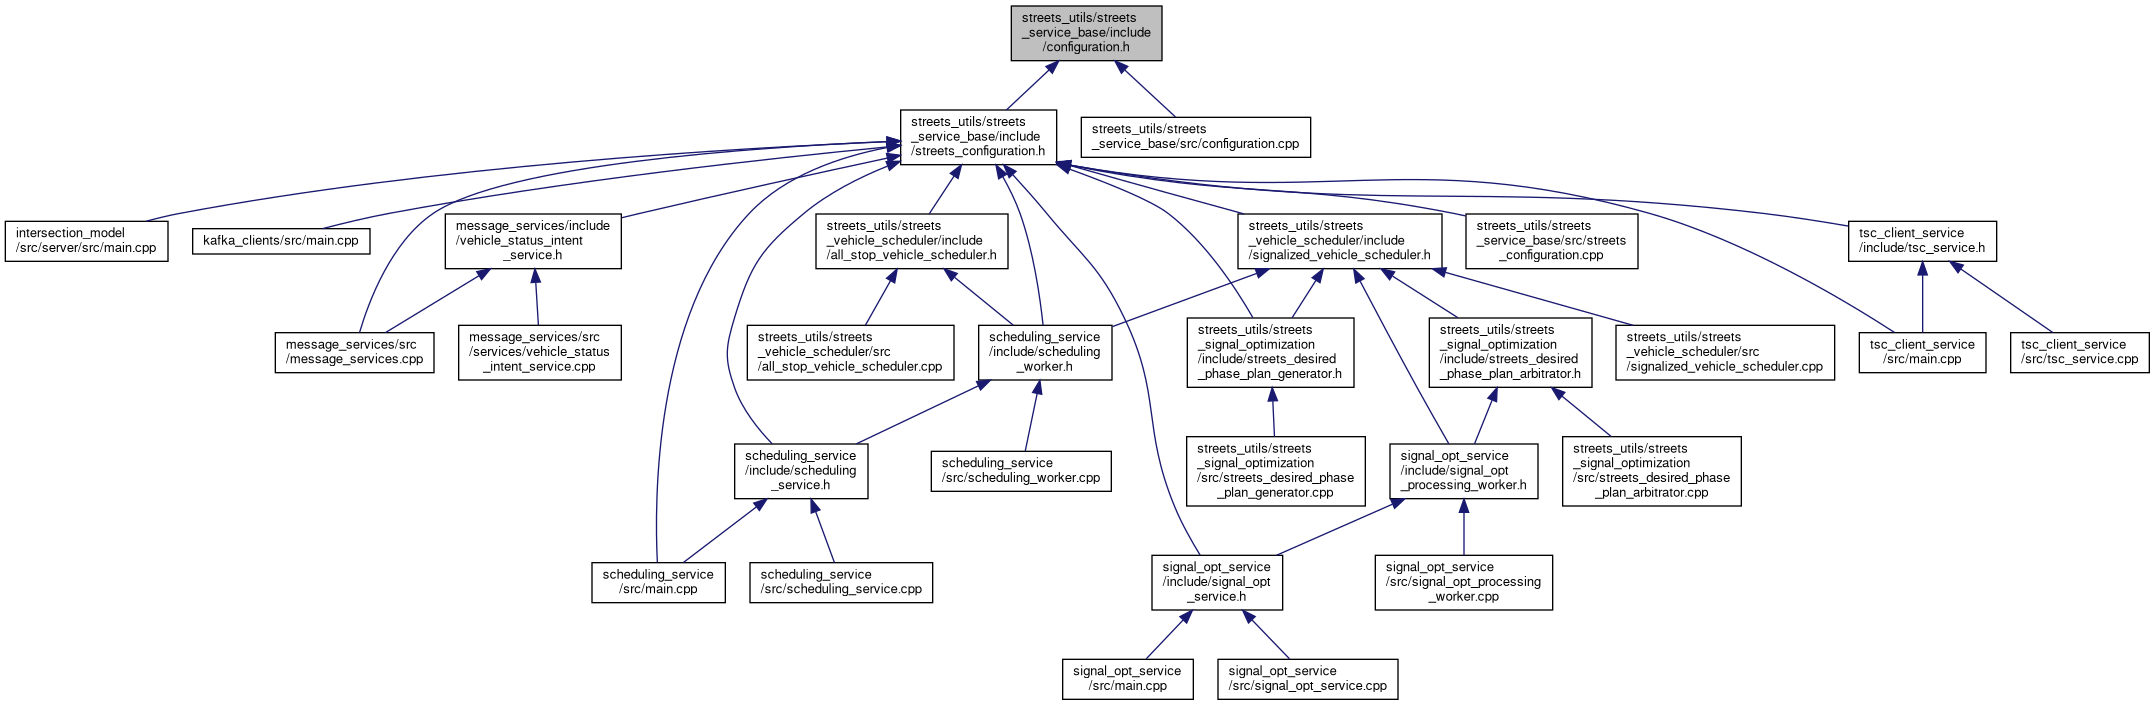 streets_utils/streets
_service_base/include
/configuration.h
streets_utils/streets
_service_base/include
/streets_configuration.h
streets_utils/streets
_service_base/src/configuration.cpp
intersection_model
/src/server/src/main.cpp
kafka_clients/src/main.cpp
message_services/include
/vehicle_status_intent
_service.h
streets_utils/streets
_vehicle_scheduler/include
/all_stop_vehicle_scheduler.h
streets_utils/streets
_vehicle_scheduler/include
/signalized_vehicle_scheduler.h
streets_utils/streets
_service_base/src/streets
_configuration.cpp
tsc_client_service
/include/tsc_service.h
message_services/src
/message_services.cpp
message_services/src
/services/vehicle_status
_intent_service.cpp
streets_utils/streets
_vehicle_scheduler/src
/all_stop_vehicle_scheduler.cpp
scheduling_service
/include/scheduling
_worker.h
streets_utils/streets
_signal_optimization
/include/streets_desired
_phase_plan_generator.h
streets_utils/streets
_signal_optimization
/include/streets_desired
_phase_plan_arbitrator.h
streets_utils/streets
_vehicle_scheduler/src
/signalized_vehicle_scheduler.cpp
tsc_client_service
/src/main.cpp
tsc_client_service
/src/tsc_service.cpp
scheduling_service
/include/scheduling
_service.h
scheduling_service
/src/scheduling_worker.cpp
streets_utils/streets
_signal_optimization
/src/streets_desired_phase
_plan_generator.cpp
signal_opt_service
/include/signal_opt
_processing_worker.h
streets_utils/streets
_signal_optimization
/src/streets_desired_phase
_plan_arbitrator.cpp
scheduling_service
/src/main.cpp
scheduling_service
/src/scheduling_service.cpp
signal_opt_service
/include/signal_opt
_service.h
signal_opt_service
/src/signal_opt_processing
_worker.cpp
signal_opt_service
/src/main.cpp
signal_opt_service
/src/signal_opt_service.cpp